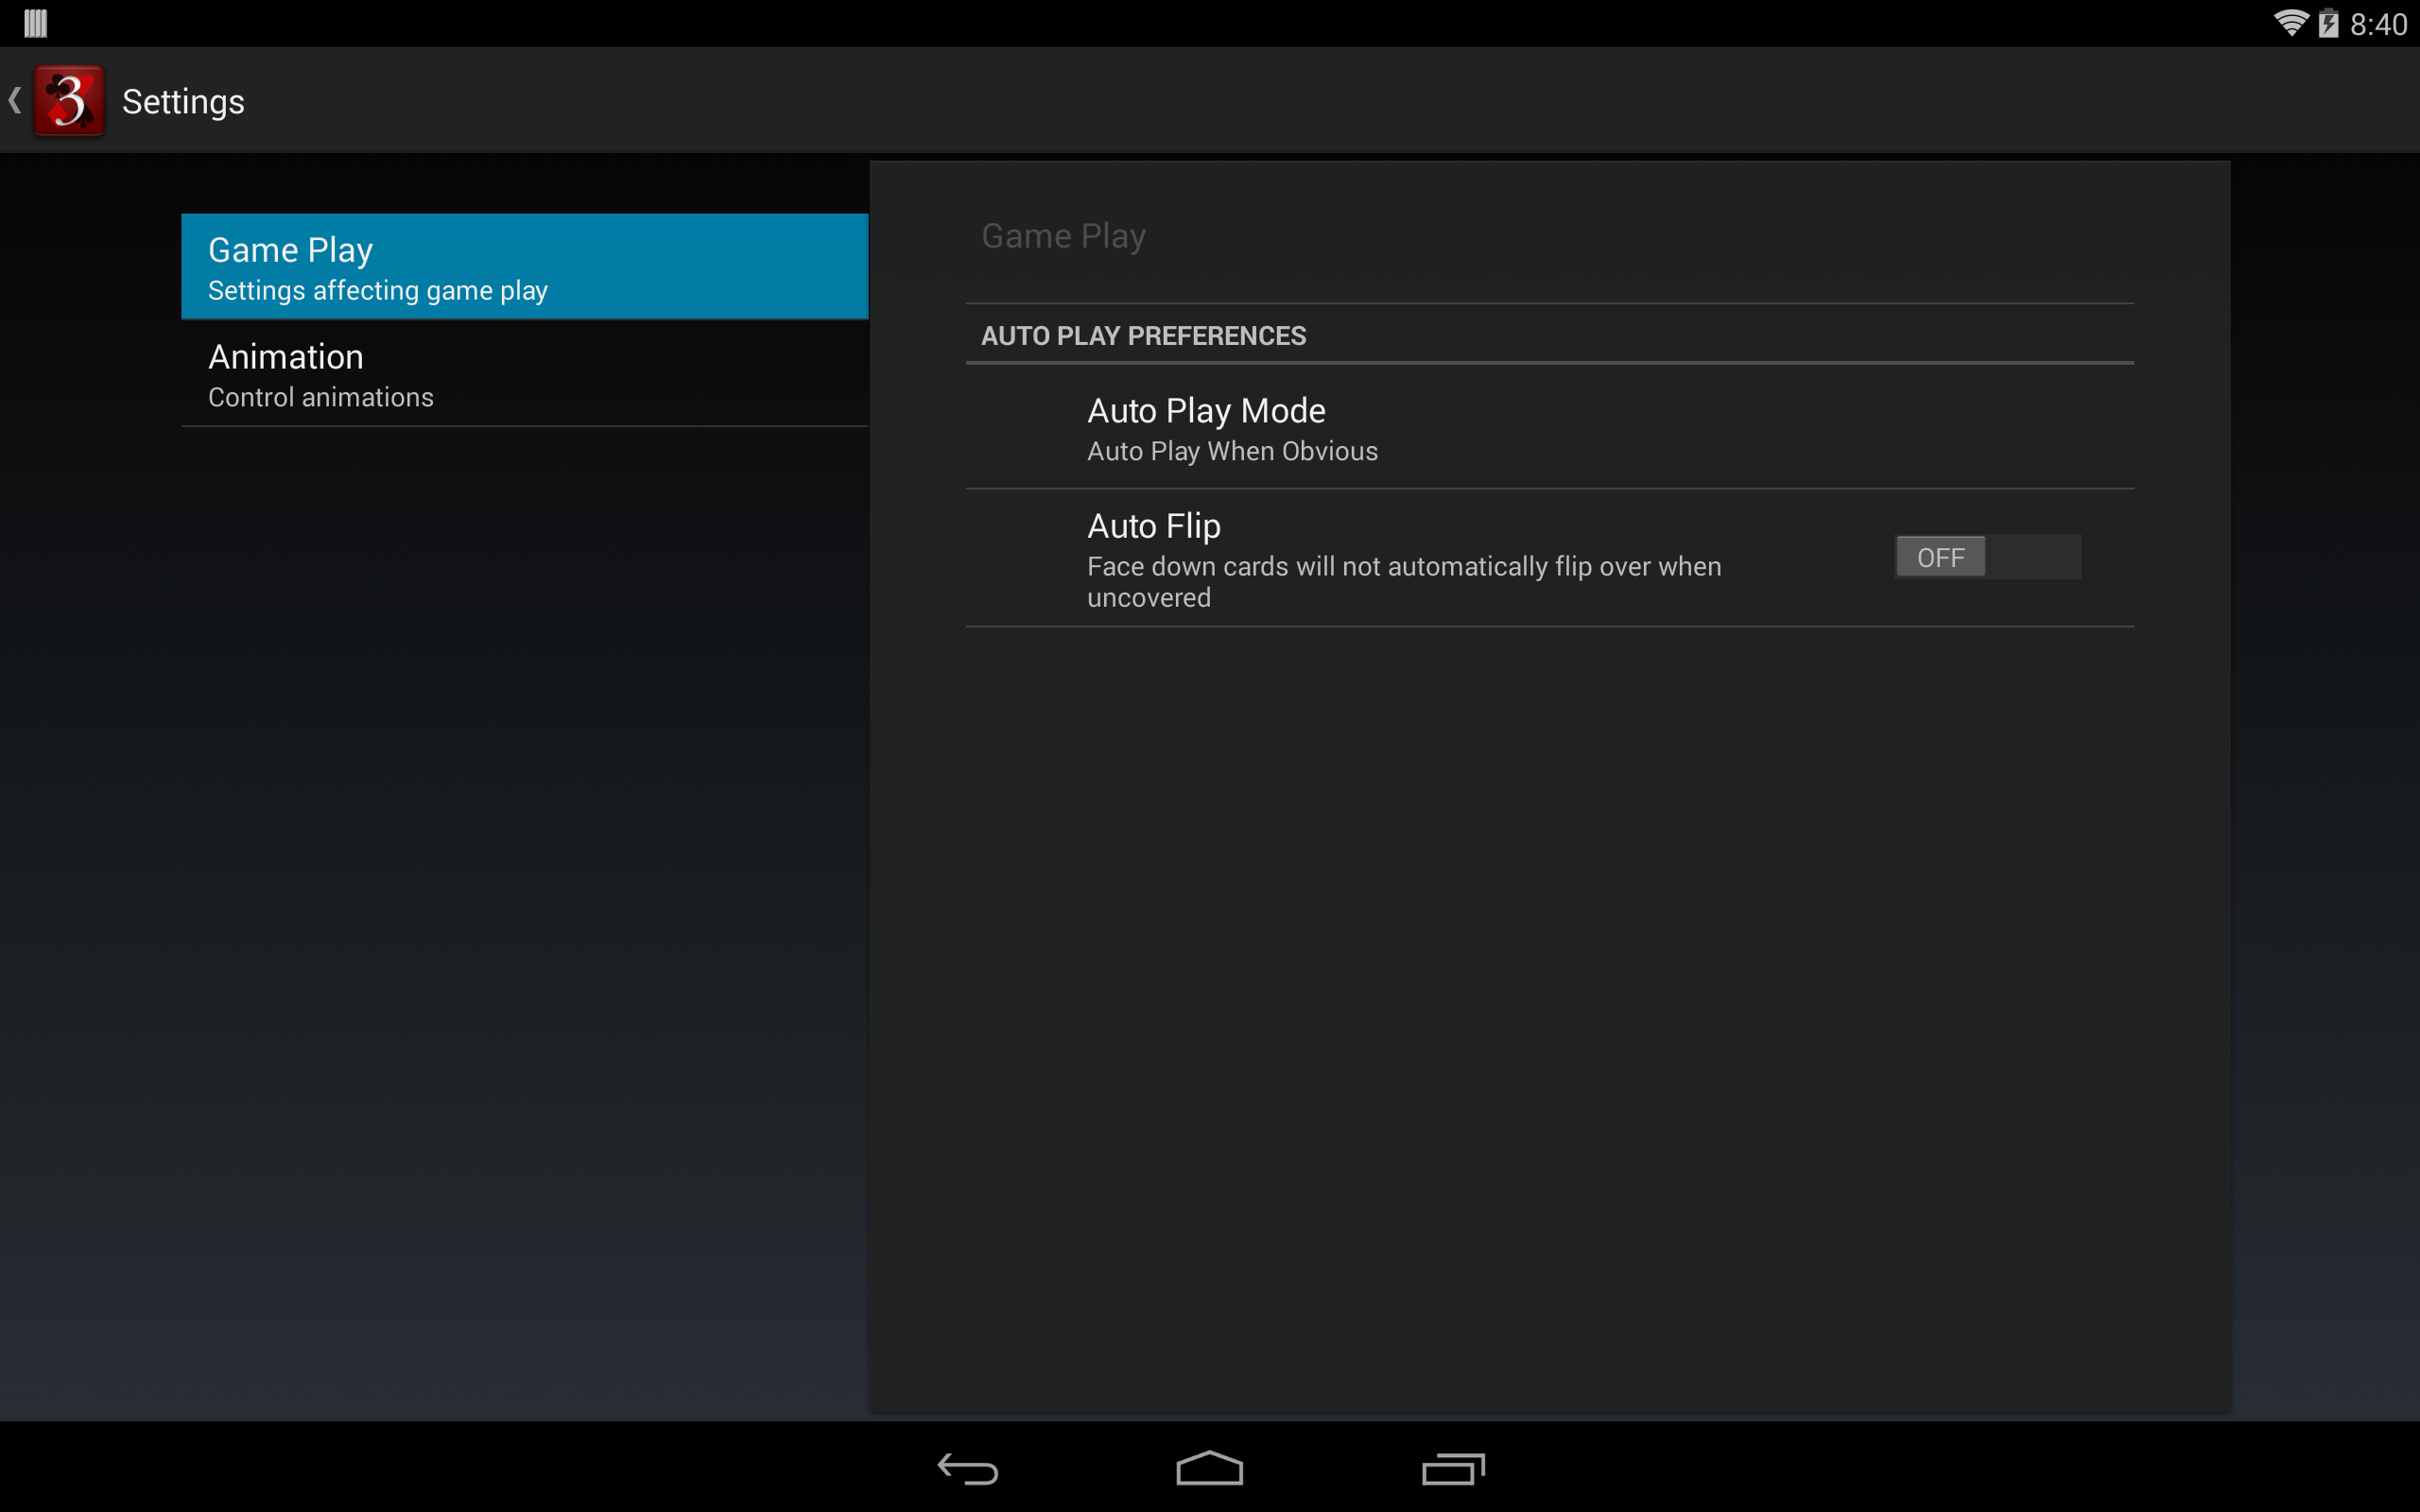 8:40
3
Settings
Game Play
Settings affecting game play
Animation
Control animations
Game Play
AUTO PLAY PREFERENCES
Auto Play Mode
Auto Play When Obvious
Auto Flip
Face down cards will not automatically flip over when
uncovered
OFF